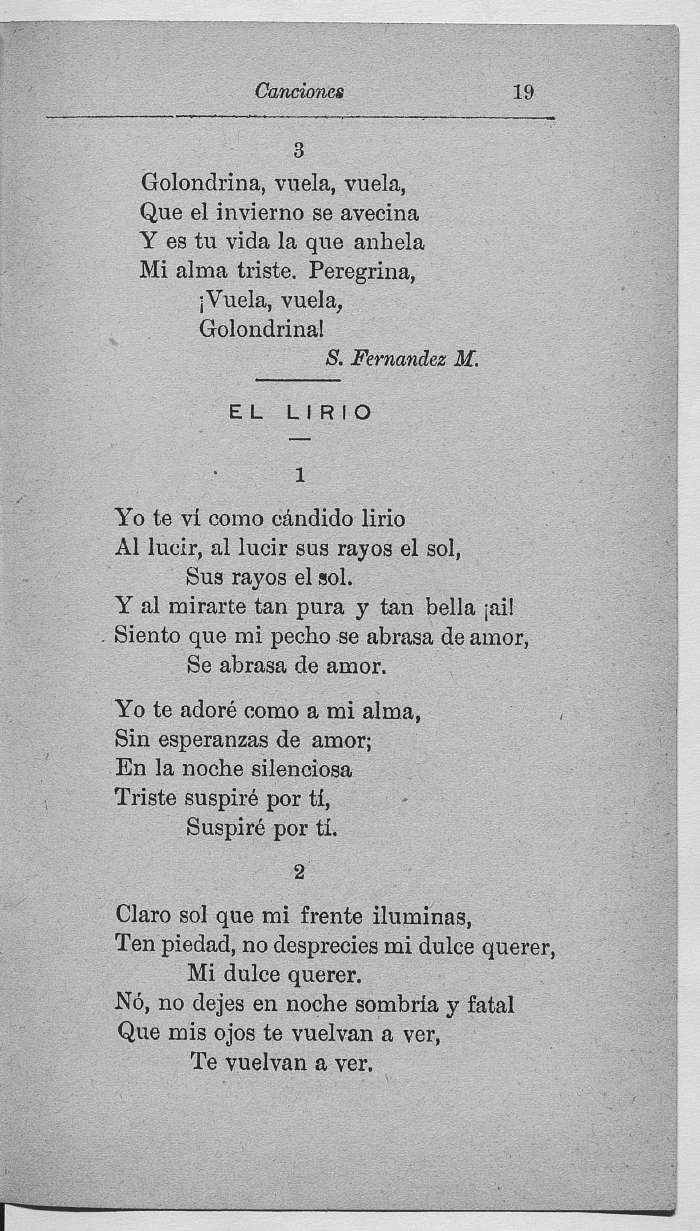 Canciones 19
3
Golondrina, vuela, vuela,
Que el invierno se avecina
Y es tu vida la que anhela
Mi alma triste. Peregrina,
¡Vuela, vuela,
Golondrina!
S. Fernandez M.
EL LIRIO
1
Yo te ví como cándido lirio
Al lucir, al lucir sus rayos el sol,
Sus rayos el sol.
Y al mirarte tan pura y tan bella ¡ai!
Siento que mi pecho se abrasa de amor,
Se abrasa de amor.
Yo te adoré como a mi alma,
Sin esperanzas de amor;
En la noche silenciosa
Triste suspiré por tí,
Suspiré por tí.
2
Claro sol que mi frente iluminas,
Ten piedad, no desprecies mi dulce querer,
Mi dulce querer.
Nó, no dejes en noche sombría y fatal
Que mis ojos te vuelvan a ver,
Te vuelvan a ver.